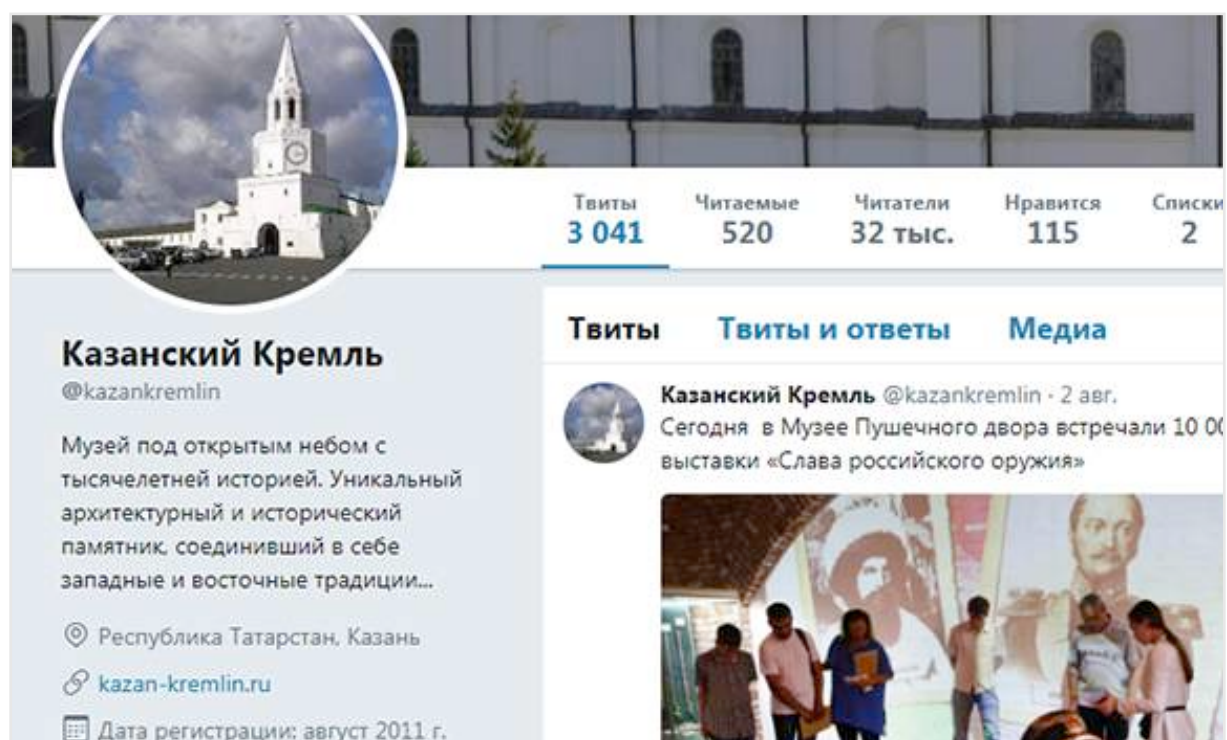 Твиты
3 041
Читаемые
520
Читатели
32 тыс.
Нравится
115
Списки
2
Казанский Кремль
@kazankremlin
Музей под открытым небом с
тысячелетней историей. Уникальный
архитектурный и исторический
памятник, соединивший в себе
западные и восточные традиции...
Республика Татарстан, Казань
kazan-kremlin.ru
Дата регистрации: август 2011 г.
Твиты Твиты и ответы Медиа
Казанский Кремль @kazankremlin · 2 авг.
Сегодня в Музее Пушечного двора встречали 10
выставки «Слава российского оружия»